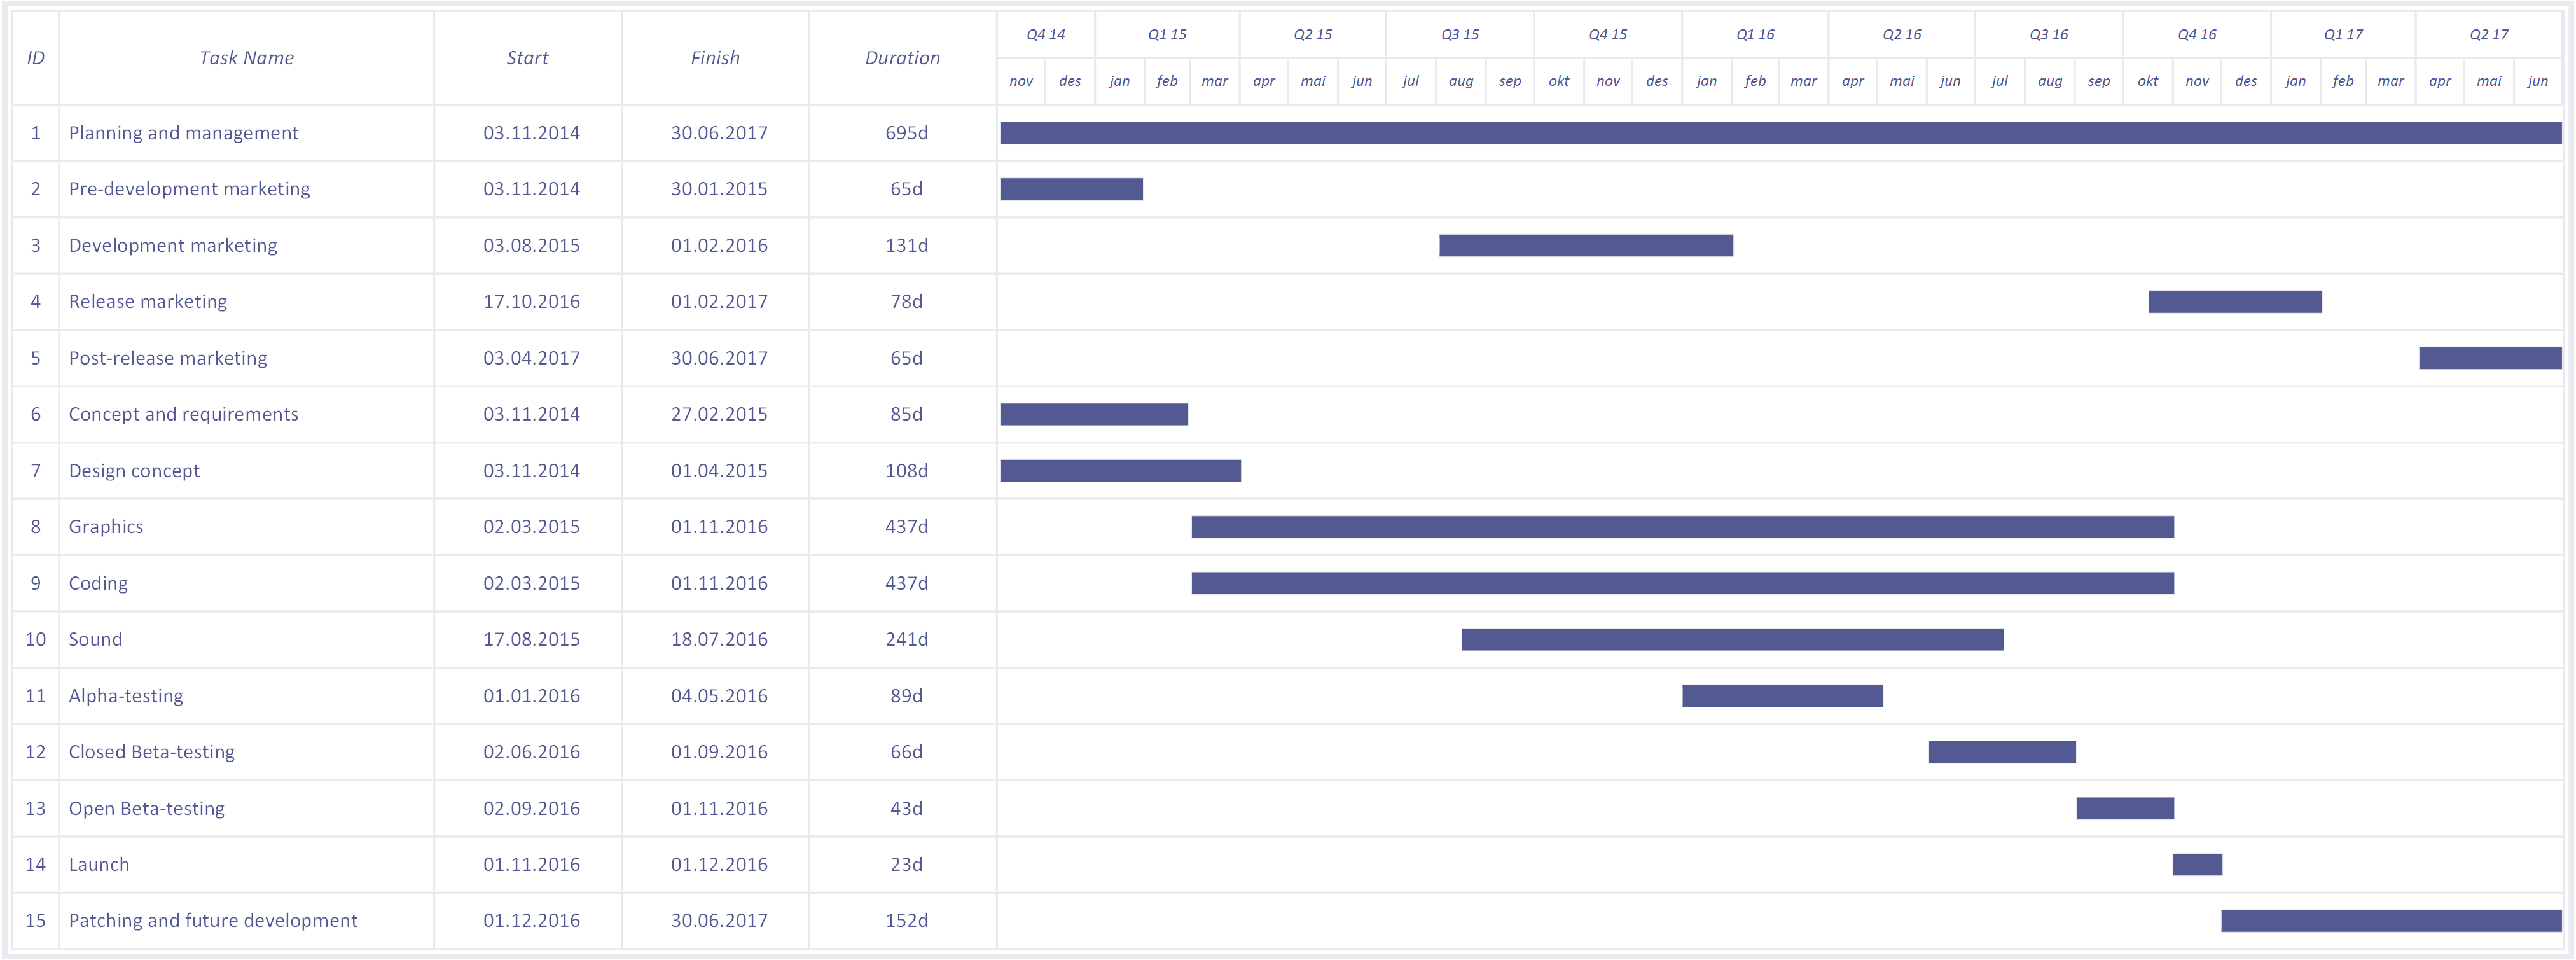 ID Task Name Start Finish Duration Q4 14 Q1 15 Q2 15 Q3 15 Q4 15 Q1 16 Q2 16 Q3 16 Q4 16 Q1 17 Q2 17
nov des jan feb mar apr mai jun jul aug sep okt nov des jan feb mar apr mai jun jul aug sep okt nov des jan feb mar apr mai jun
1 Planning and management 03.11.2014 30.06.2017 695d
2 Pre-development marketing 03.11.2014 30.01.2015 65d
3 Development marketing 03.08.2015 01.02.2016 131d
4 Release marketing 17.10.2016 01.02.2017 78d
5 Post-release marketing 03.04.2017 30.06.2017 65d
6 Concept and requirements 03.11.2014 27.02.2015 85d
7 Design concept 03.11.2014 01.04.2015 108d
8 Graphics 02.03.2015 01.11.2016 437d
9 Coding 02.03.2015 01.11.2016 437d
10 Sound 17.08.2015 18.07.2016 241d
11 Alpha-testing 01.01.2016 04.05.2016 89d
12 Closed Beta-testing 02.06.2016 01.09.2016 66d
13 Open Beta-testing 02.09.2016 01.11.2016 43d
14 Launch 01.11.2016 01.12.2016 23d
15 Patching and future development 01.12.2016 30.06.2017 152d